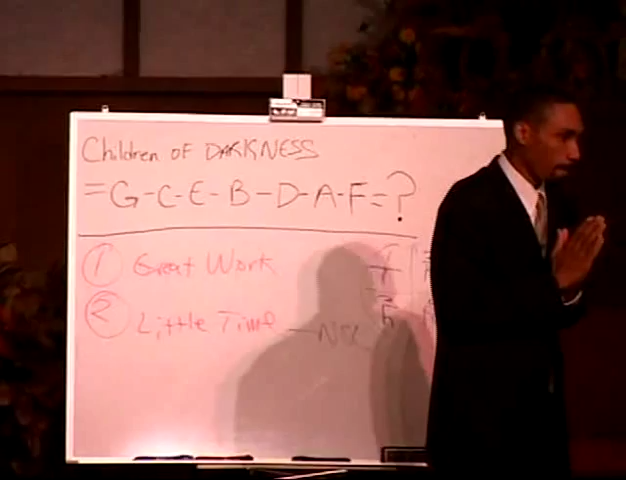 Children OF DARKNESS
=G-C-E-B-D-A-F=?
1 Great Work
2 Little Time